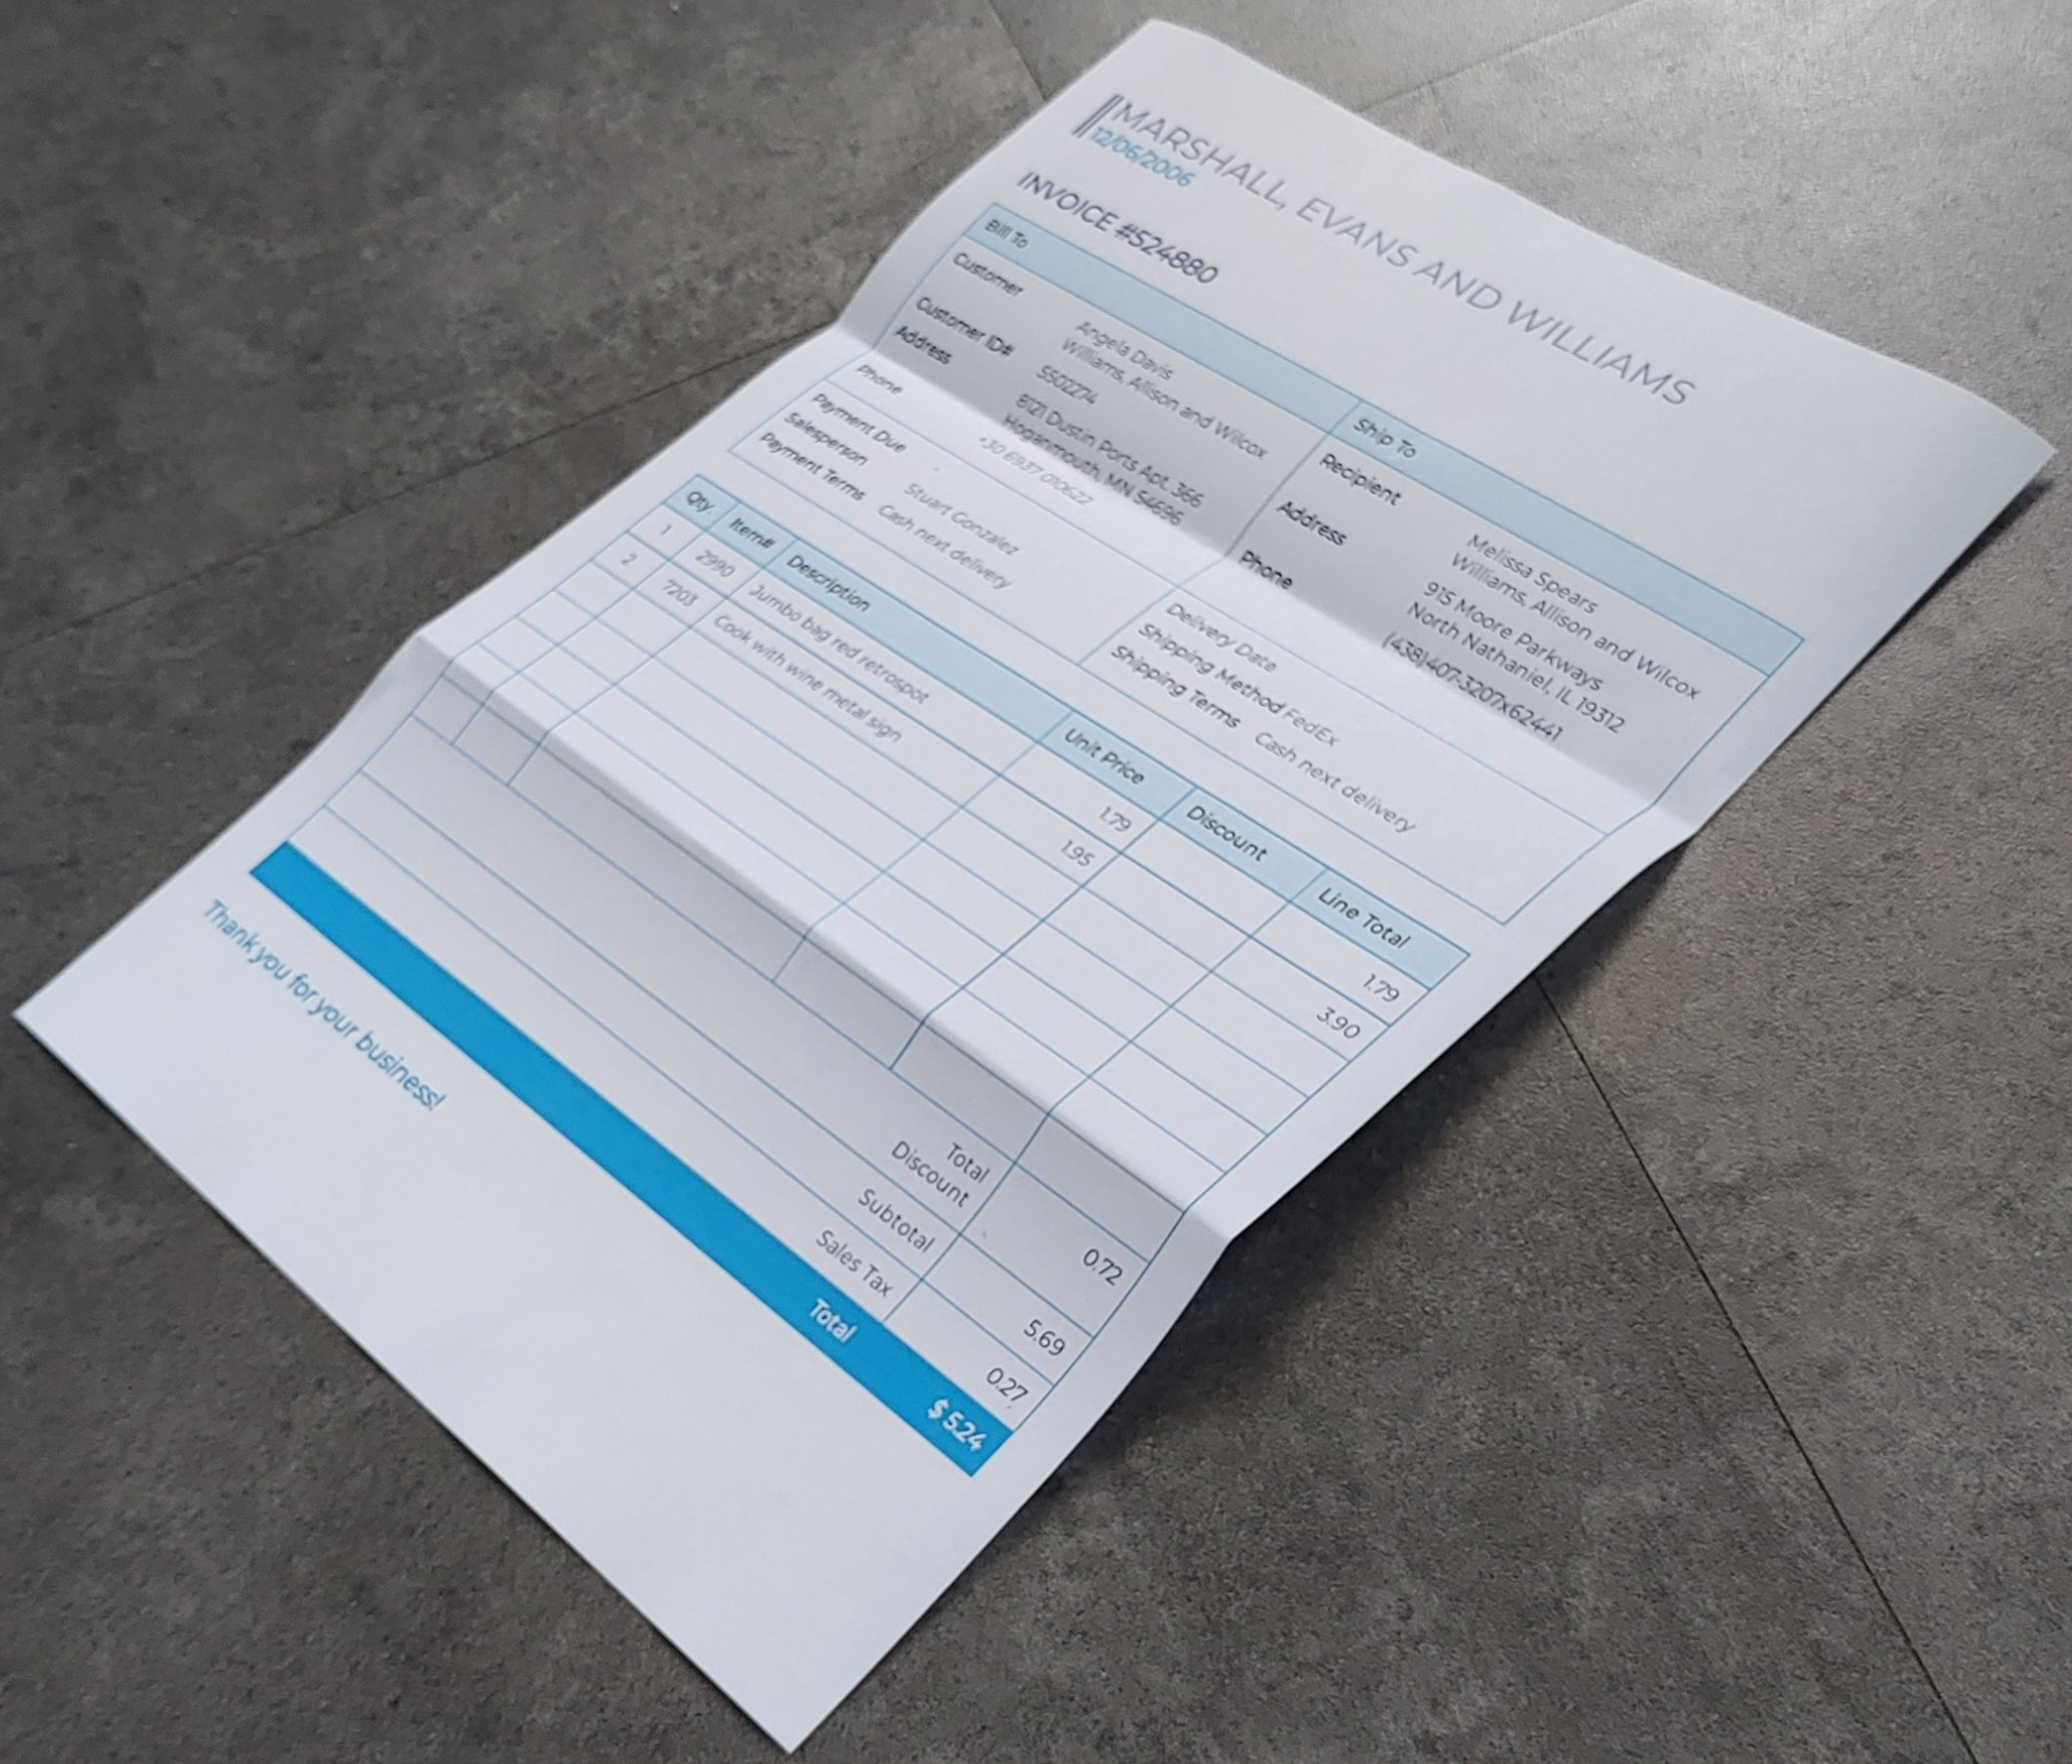 MARSHALL, EVANS AND WILLIAMS
12/06/2006
INVOICE #524880
Bill To
Customer
Angela Davis
Williams, Allison and Wilcox
Customer ID#
5502274
Address
8121 Dustin Ports Apt. 366
Hoganmouth, MN 54696
Phone
+30 6937 010622
Ship To
Recipient
Melissa Spears
Williams, Allison and Wilcox
Address
915 Moore Parkways
North Nathaniel, IL 19312
Phone
(438)407-3207x62441
Payment Due
Salesperson Stuart Gonzalez
Payment Terms Cash next delivery
Delivery Date
Shipping Method FedEx
Shipping Terms Cash next delivery
Qty. Item# Description Unit Price Discount Line Total
1 2990 Jumbo bag red retrospot 1.79 1.79
2 7203 Cook with wine metal sign 1.95 3.90
Total
Discount 0.72
Subtotal 5.69
Sales Tax 0.27
Total $ 5.24
Thank you for your business!